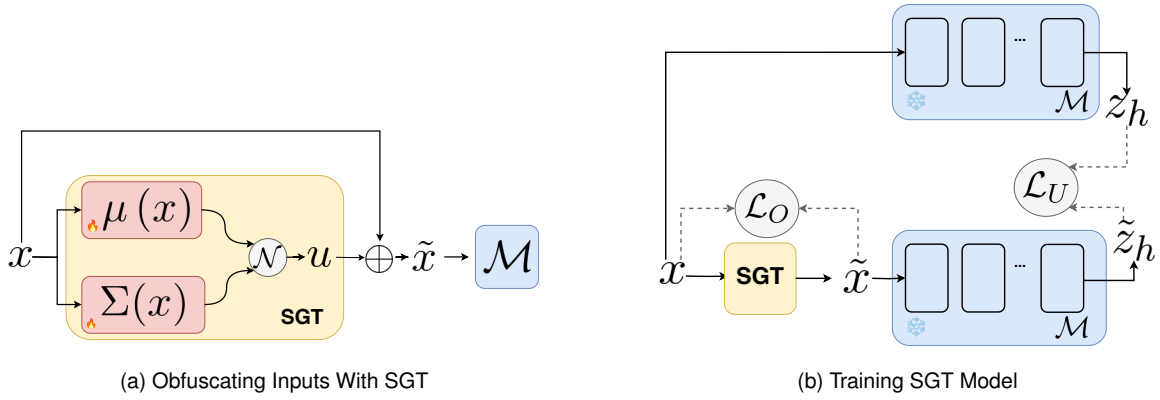 x
μ (x)
Σ(x)
𝒩
u
⊕
x̃
ℳ
SGT
(a) Obfuscating Inputs With SGT
...
ℳ
z_h
ℒ_U
ℒ_O
x
SGT
x̃
...
ℳ
z̃_h
(b) Training SGT Model